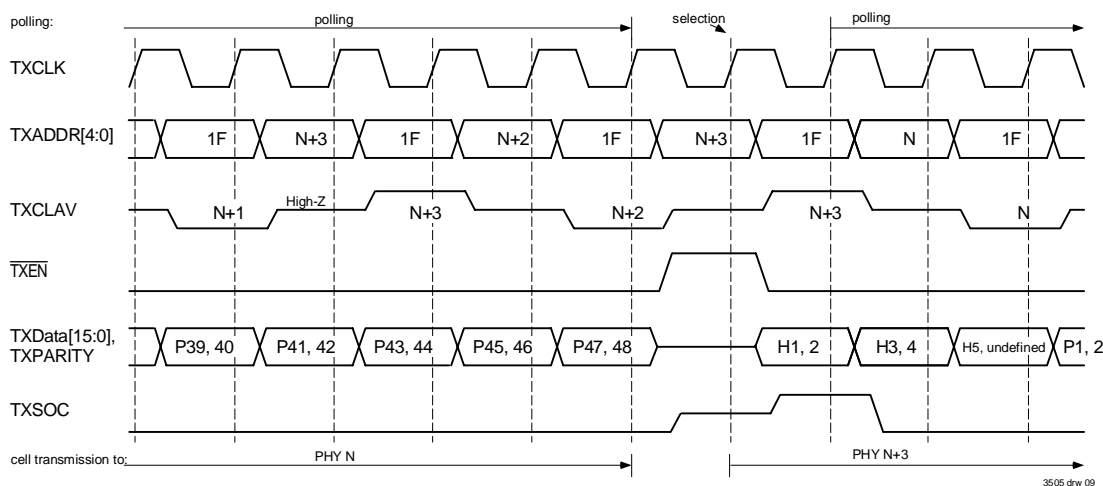 polling: polling selection polling
TXCLK
TXADDR[4:0] 1F N+3 1F N+2 1F N+3 1F N 1F
TXCLAV N+1 High-Z N+3 N+2 N+3 N
TXEN
TXData[15:0], TXPARITY P39, 40 P41, 42 P43, 44 P45, 46 P47, 48 H1, 2 H3, 4 H5, undefined P1, 2
TXSOC
cell transmission to: PHY N PHY N+3
3505 drw 09